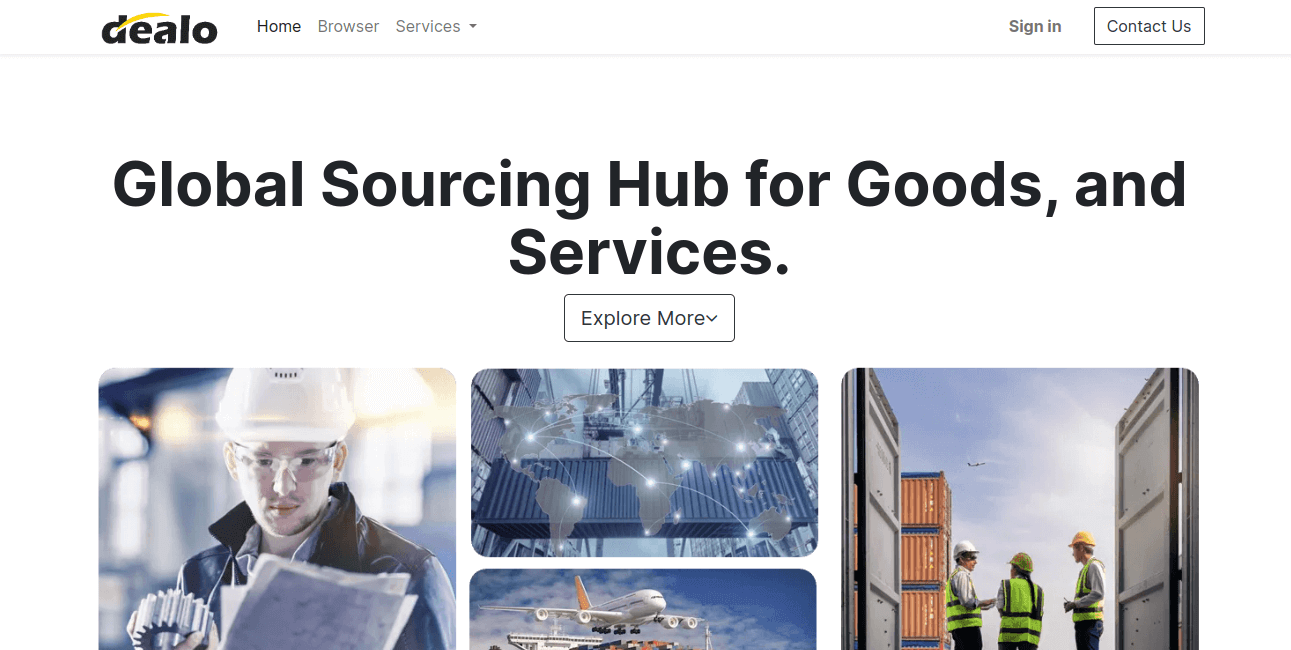 dealo
Home Browser Services
Sign in
Contact Us
Global Sourcing Hub for Goods, and
Services.
Explore More